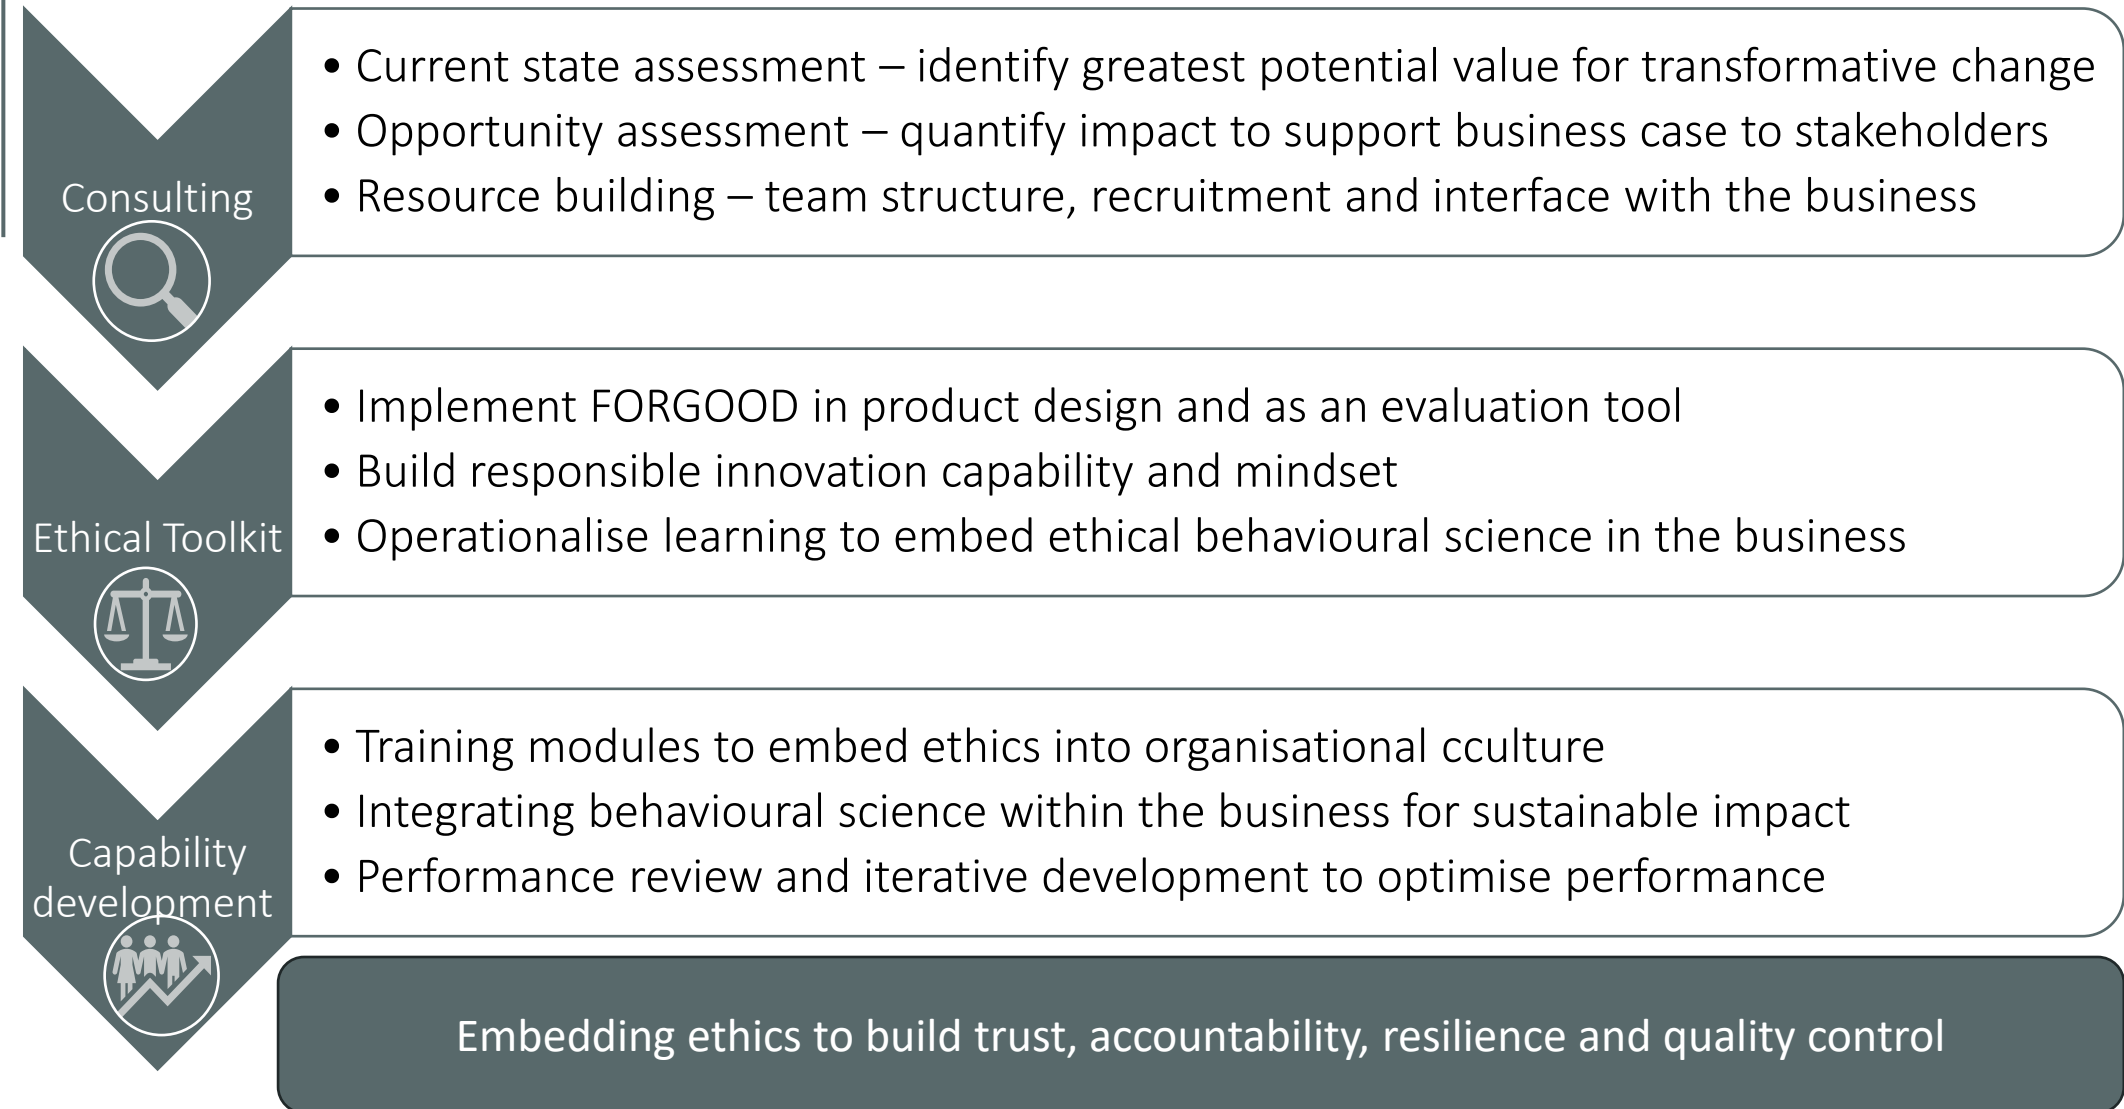 Consulting
• Current state assessment – identify greatest potential value for transformative change
• Opportunity assessment – quantify impact to support business case to stakeholders
• Resource building – team structure, recruitment and interface with the business
Ethical Toolkit
• Implement FORGOOD in product design and as an evaluation tool
• Build responsible innovation capability and mindset
• Operationalise learning to embed ethical behavioural science in the business
Capability
development
• Training modules to embed ethics into organisational cculture
• Integrating behavioural science within the business for sustainable impact
• Performance review and iterative development to optimise performance
Embedding ethics to build trust, accountability, resilience and quality control